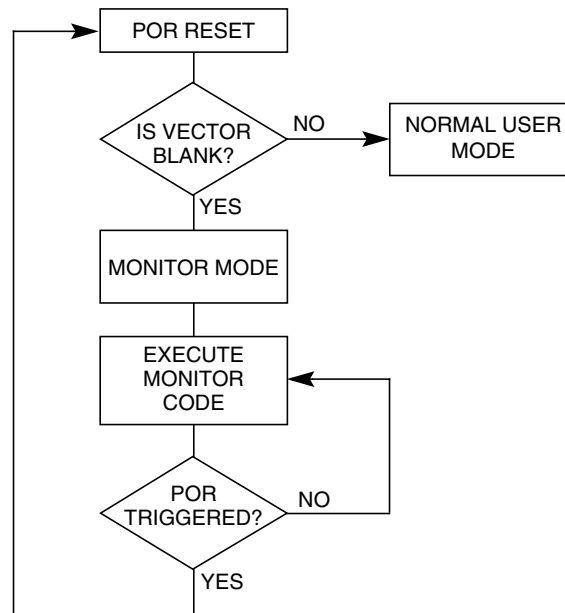 POR RESET
IS VECTOR
BLANK?
NO
NORMAL USER
MODE
YES
MONITOR MODE
EXECUTE
MONITOR
CODE
POR
TRIGGERED?
NO
YES